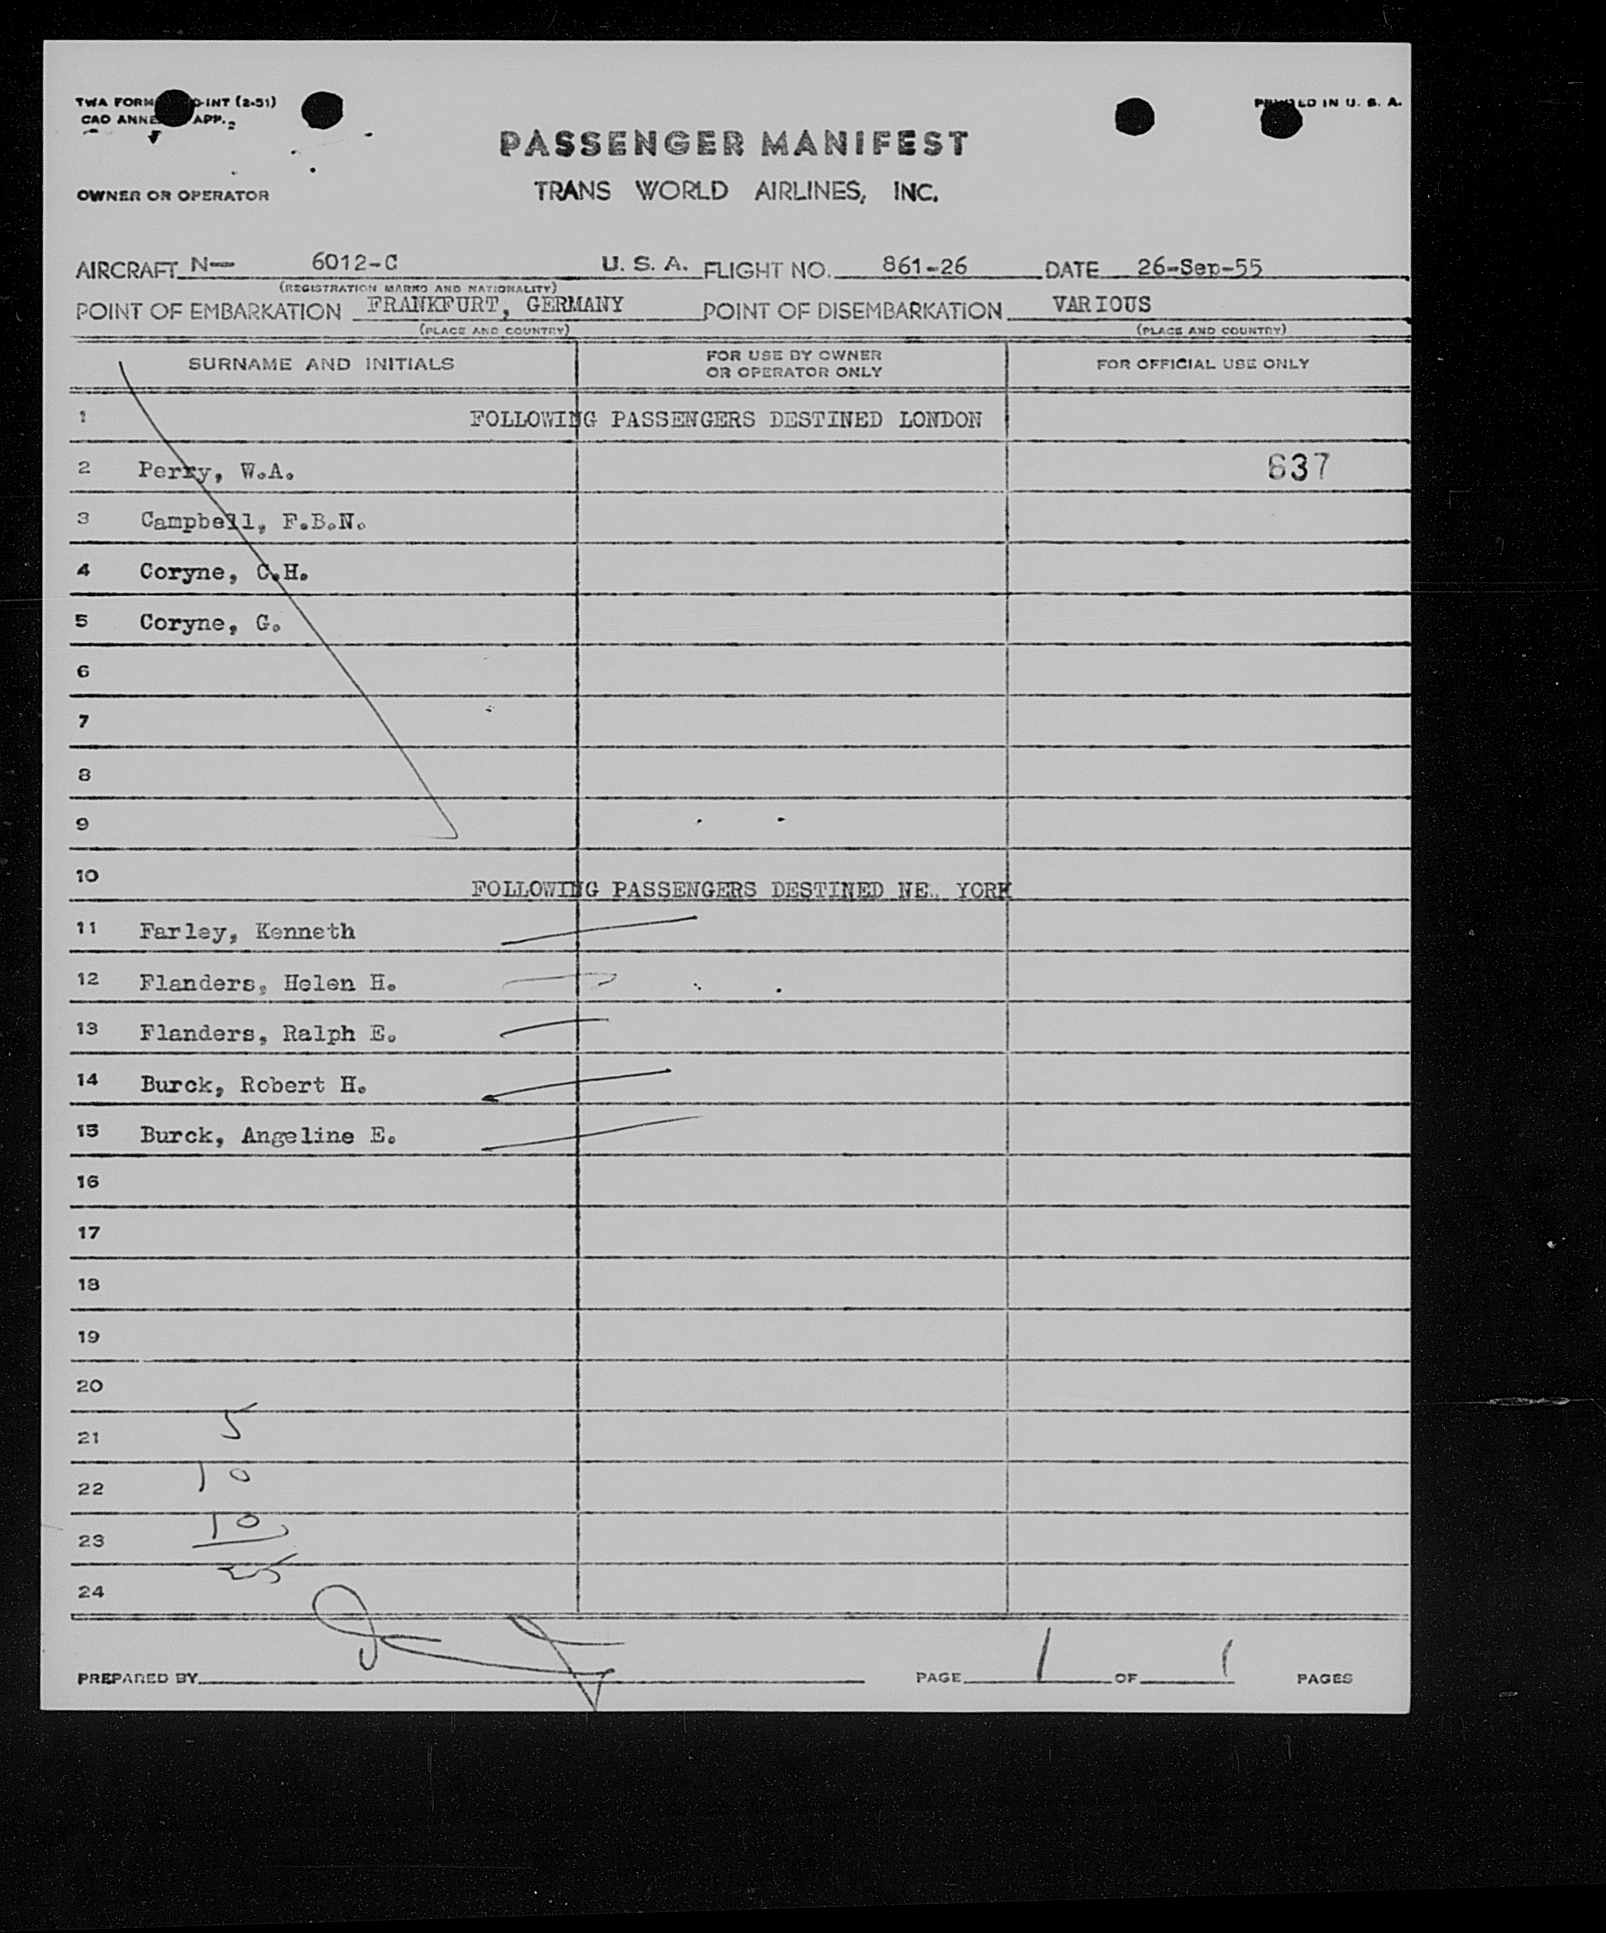 TWA FORM -INT (2-51)
CAO ANNE APP. 2
PRINTED IN U. S. A.
PASSENGER MANIFEST
OWNER OR OPERATOR TRANS WORLD AIRLINES, INC.
AIRCRAFT N— 6012-C U. S. A. FLIGHT NO. 861-26 DATE 26-Sep-55
(REGISTRATION MARKS AND NATIONALITY)
POINT OF EMBARKATION FRANKFURT, GERMANY POINT OF DISEMBARKATION VARIOUS
(PLACE AND COUNTRY) (PLACE AND COUNTRY)
SURNAME AND INITIALS FOR USE BY OWNER OR OPERATOR ONLY FOR OFFICIAL USE ONLY
1 FOLLOWING PASSENGERS DESTINED LONDON
2 Perry, W.A. 637
3 Campbell, F.B.N.
4 Coryne, C.H.
5 Coryne, G.
6
7
8
9
10 FOLLOWING PASSENGERS DESTINED NE. YORK
11 Farley, Kenneth
12 Flanders, Helen H.
13 Flanders, Ralph E.
14 Burck, Robert H.
15 Burck, Angeline E.
16
17
18
19
20
21 5
22 10
23 10
24 25
PREPARED BY PAGE 1 OF 1 PAGES